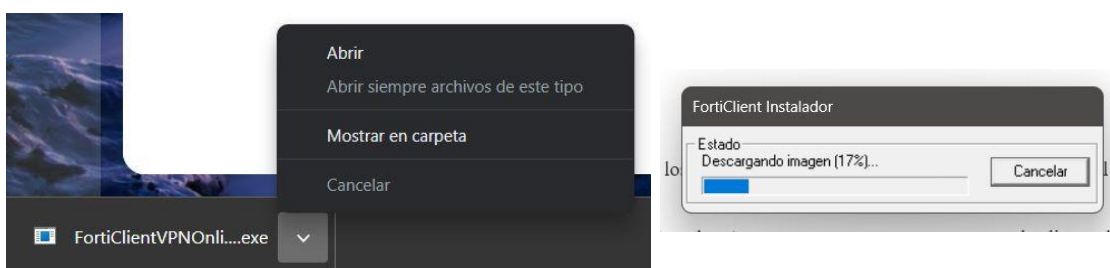 Abrir
Abrir siempre archivos de este tipo
Mostrar en carpeta
Cancelar
FortiClientVPNOnli....exe
FortiClient Instalador
Estado
Descargando imagen (17%)...
Cancelar
lo